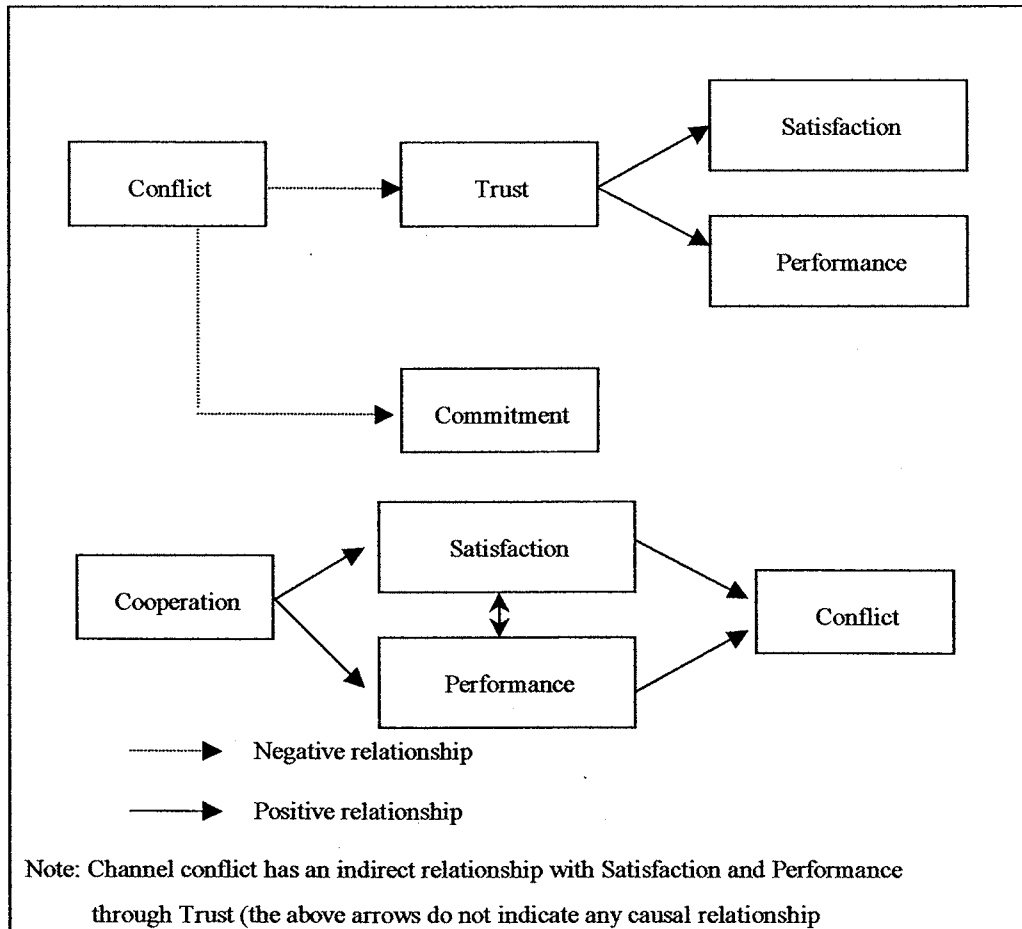 Satisfaction
Conflict
Trust
Performance
Commitment
Satisfaction
Cooperation
Conflict
Performance
Negative relationship
Positive relationship
Note: Channel conflict has an indirect relationship with Satisfaction and Performance
through Trust (the above arrows do not indicate any causal relationship